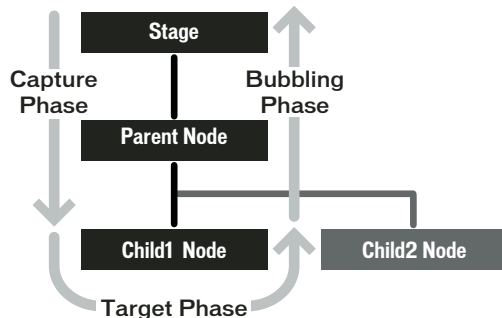 Stage
Capture
Phase
Bubbling
Phase
Parent Node
Child1 Node
Child2 Node
Target Phase